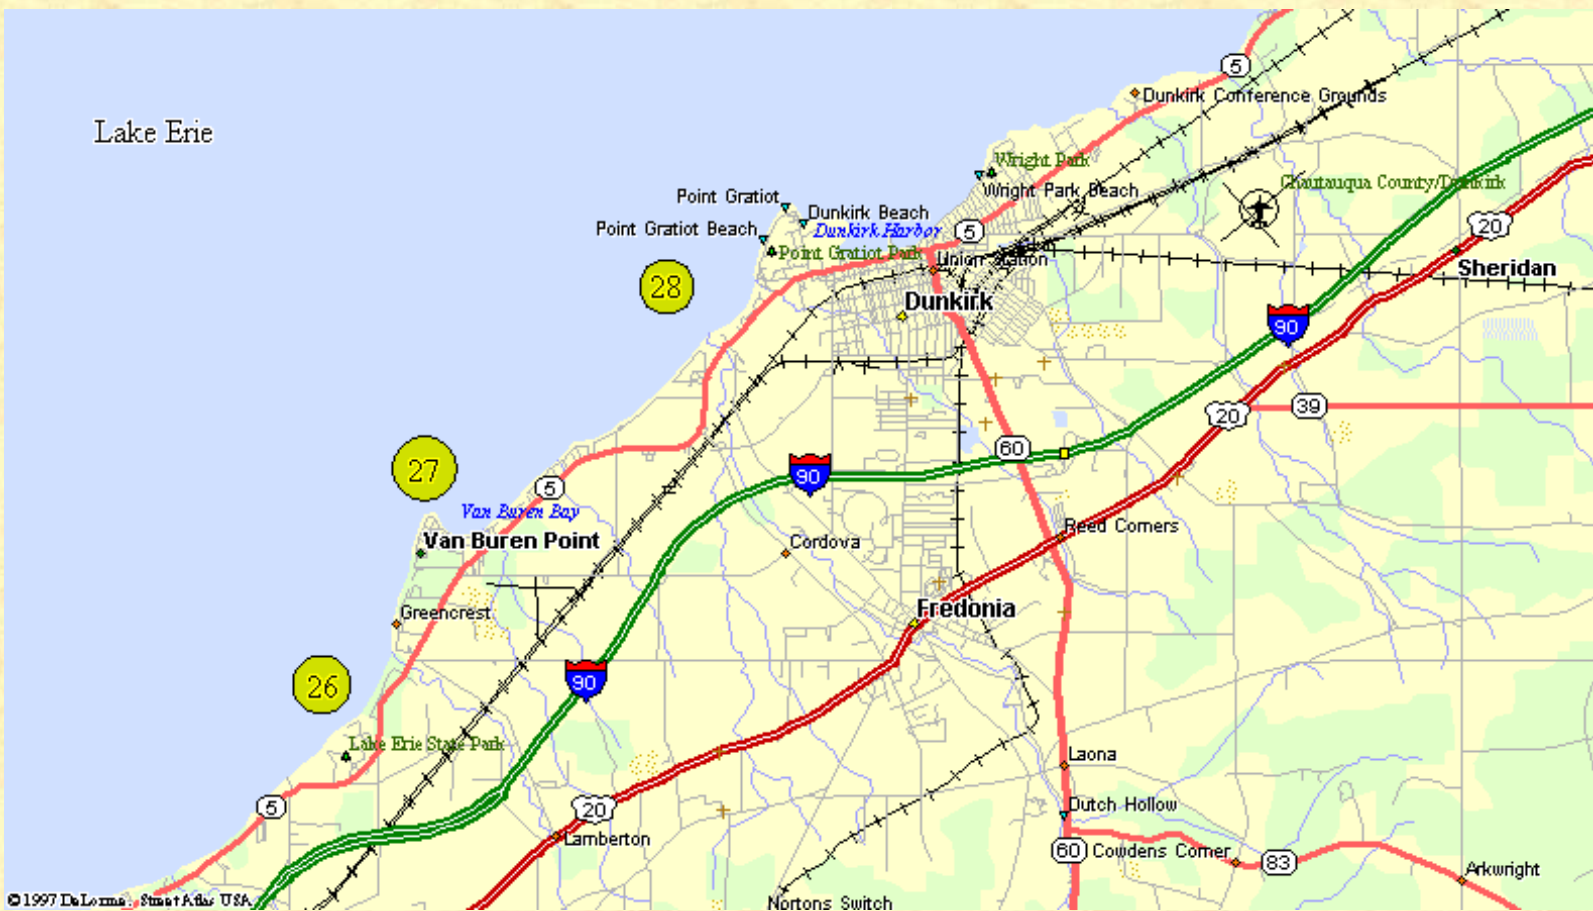 5
Dunkirk Conference Grounds
Lake Erie
Wright Park
Chautauqua County/Dunkirk
Wright Park Beach
Point Gratiot
Dunkirk Beach
20
Point Gratiot Beach
Dunkirk Harbor
5
Point Gratiot Park
Union Station
Sheridan
28
Dunkirk
90
20
39
60
27
90
5
Van Buren Bay
Reed Corners
Van Buren Point
Cordova
Greencrest
Fredonia
26
90
Lake Erie State Park
Laona
5
20
Dutch Hollow
Lamberton
60
Cowdens Corner
83
Arkwright
©1997 DeLorme. Street Atlas USA
Nortons Switch